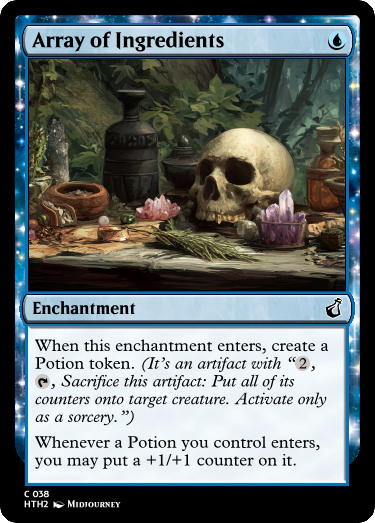 Array of Ingredients
Enchantment
When this enchantment enters, create a
Potion token. (It's an artifact with “2,
, Sacrifice this artifact: Put all of its
counters onto target creature. Activate only
as a sorcery.”)
Whenever a Potion you control enters,
you may put a +1/+1 counter on it.
C 038
HTH2 Midjourney